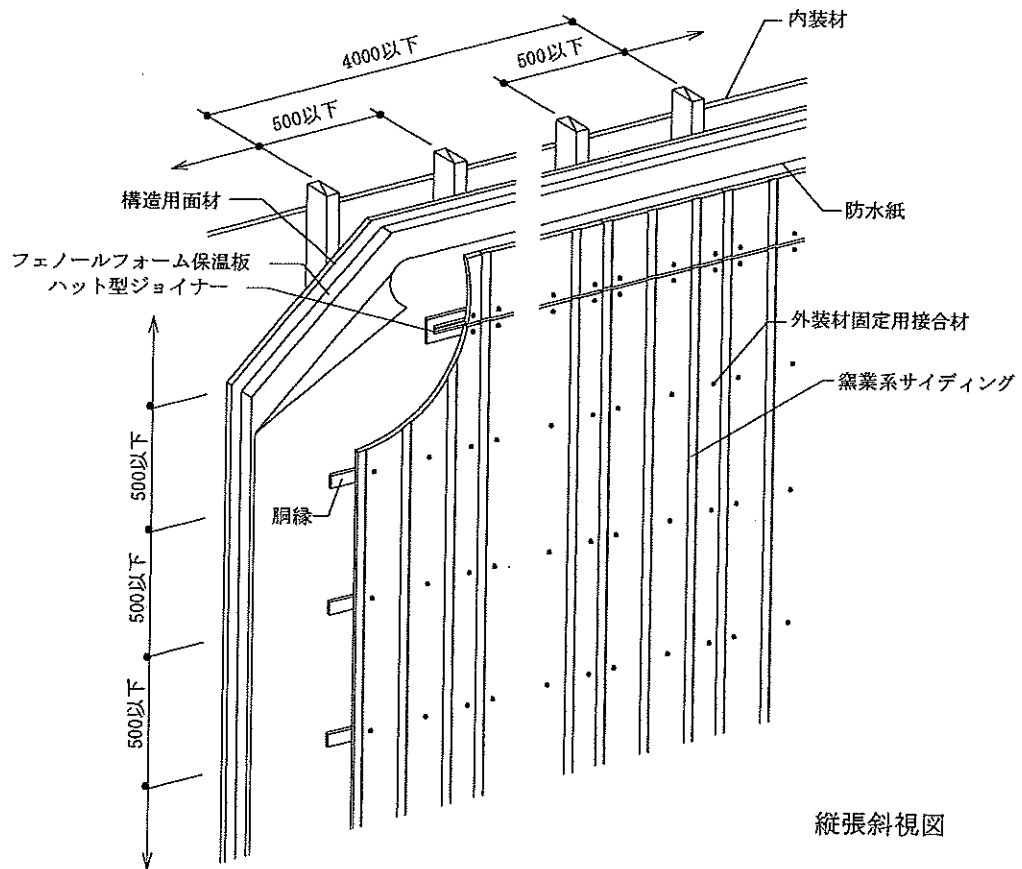 内装材
4000以下
500以下
500以下
構造用面材
防水紙
フェノールフォーム保温板
ハット型ジョイナー
外装材固定用接合材
窯業系サイディング
500以下
胴縁
500以下
500以下
縦張斜視図